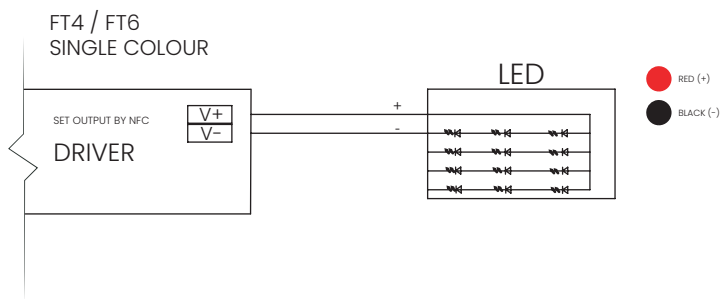 FT4 / FT6
SINGLE COLOUR
LED
RED (+)
BLACK (-)
SET OUTPUT BY NFC
DRIVER
V+
V-
+
-